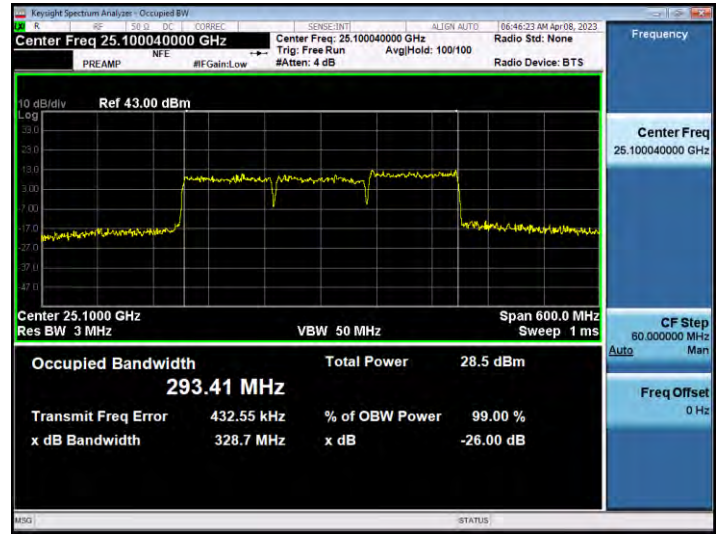 Keysight Spectrum Analyzer - Occupied BW
R RF 50 Ω DC CORREC SENSE:INT ALIGN AUTO 06:46:23 AM Apr 08, 2023
Center Freq 25.100040000 GHz Center Freq: 25.100040000 GHz Radio Std: None
NFE Trig: Free Run Avg|Hold: 100/100
PREAMP #IFGain:Low #Atten: 4 dB Radio Device: BTS
10 dB/div Ref 43.00 dBm
Log
33.0
23.0
13.0
3.00
-7.00
-17.0
-27.0
-37.0
-47.0
Center 25.1000 GHz Span 600.0 MHz
Res BW 3 MHz VBW 50 MHz Sweep 1 ms
Occupied Bandwidth Total Power 28.5 dBm
293.41 MHz
Transmit Freq Error 432.55 kHz % of OBW Power 99.00 %
x dB Bandwidth 328.7 MHz x dB -26.00 dB
MSG STATUS
Frequency
Center Freq
25.100040000 GHz
CF Step
60.000000 MHz
Auto Man
Freq Offset
0 Hz